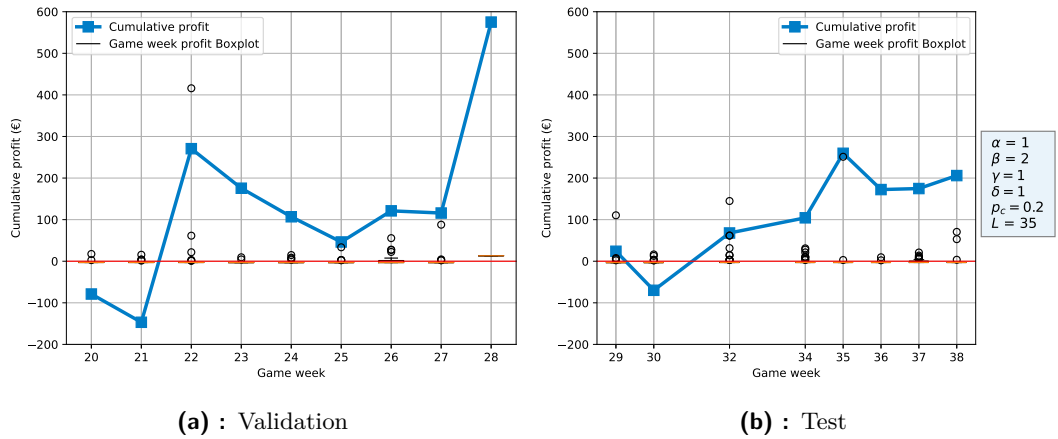 600
500
400
300
200
100
0
−100
−200
Cumulative profit (€)
Cumulative profit
Game week profit Boxplot
20 21 22 23 24 25 26 27 28
Game week
(a) : Validation
600
500
400
300
200
100
0
−100
−200
Cumulative profit (€)
Cumulative profit
Game week profit Boxplot
29 30 32 34 35 36 37 38
Game week
(b) : Test
α = 1
β = 2
γ = 1
δ = 1
p_c = 0.2
L = 35